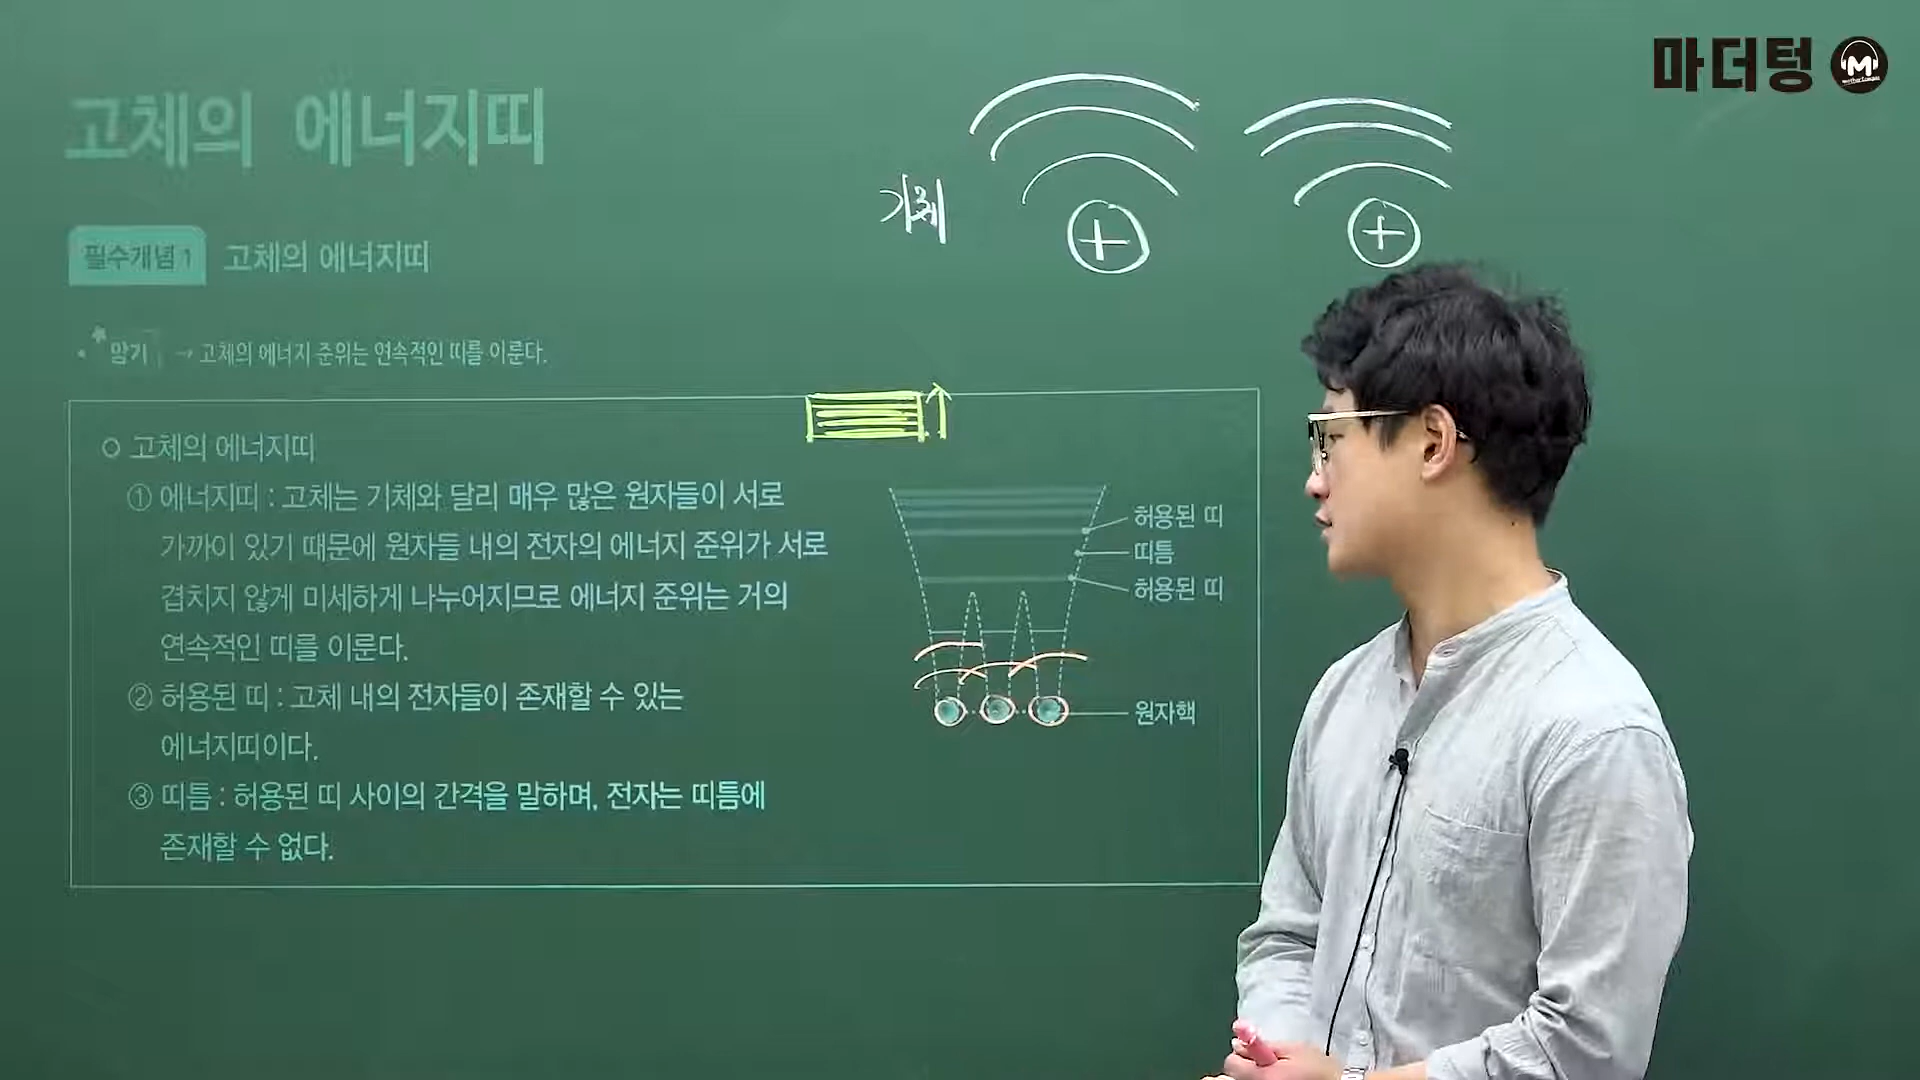 마더텅
M
고체의 에너지띠
기체
+
+
필수개념 1 고체의 에너지띠
암기 → 고체의 에너지 준위는 연속적인 띠를 이룬다.
○ 고체의 에너지띠
① 에너지띠 : 고체는 기체와 달리 매우 많은 원자들이 서로
가까이 있기 때문에 원자들 내의 전자의 에너지 준위가 서로
겹치지 않게 미세하게 나누어지므로 에너지 준위는 거의
연속적인 띠를 이룬다.
② 허용된 띠 : 고체 내의 전자들이 존재할 수 있는
에너지띠이다.
③ 띠틈 : 허용된 띠 사이의 간격을 말하며, 전자는 띠틈에
존재할 수 없다.
허용된 띠
띠틈
허용된 띠
원자핵